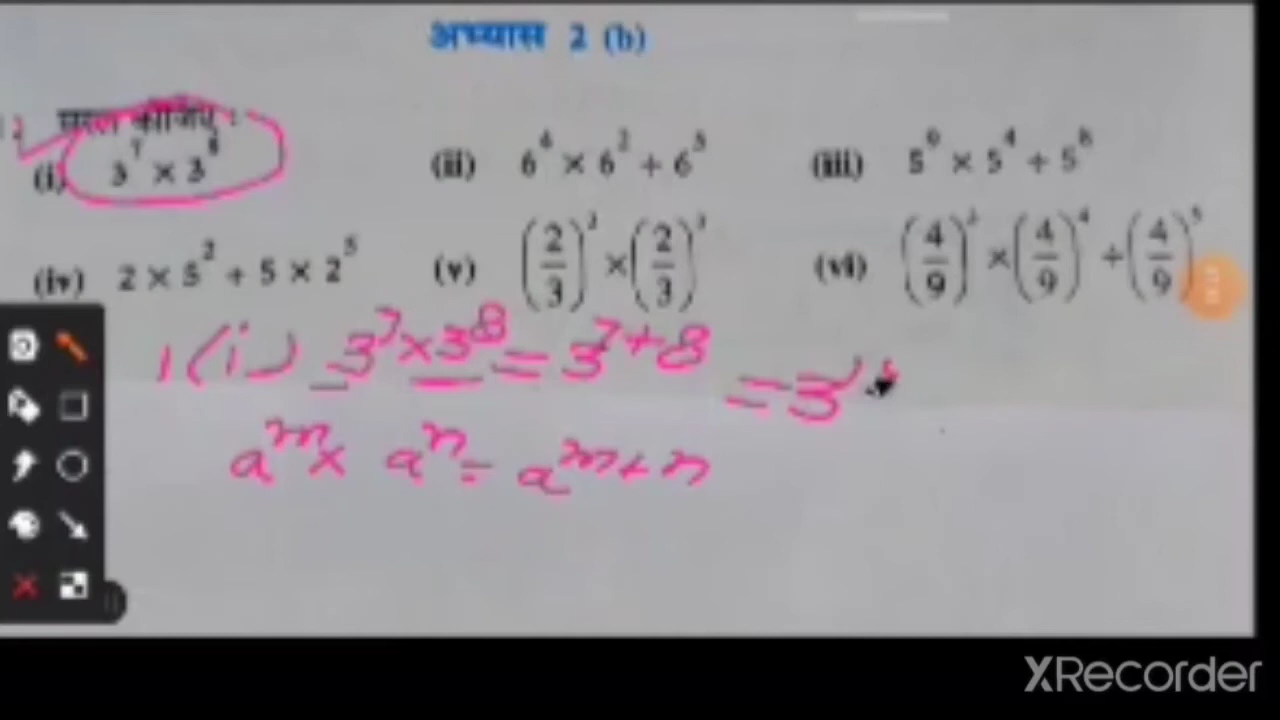 अभ्यास 2 (b)
सरल कीजिए :
(i) 3⁷ × 3⁸ (ii) 6⁴ × 6² ÷ 6⁵ (iii) 5⁹ × 5⁴ ÷ 5⁸
(iv) 2 × 5² + 5 × 2⁵ (v) (2/3)² × (2/3)³ (vi) (4/9)² × (4/9)⁴ ÷ (4/9)⁵
1 (i) 3⁷ × 3⁸ = 3⁷⁺⁸ = 3
aᵐ × aⁿ = aᵐ⁺ⁿ
XRecorder